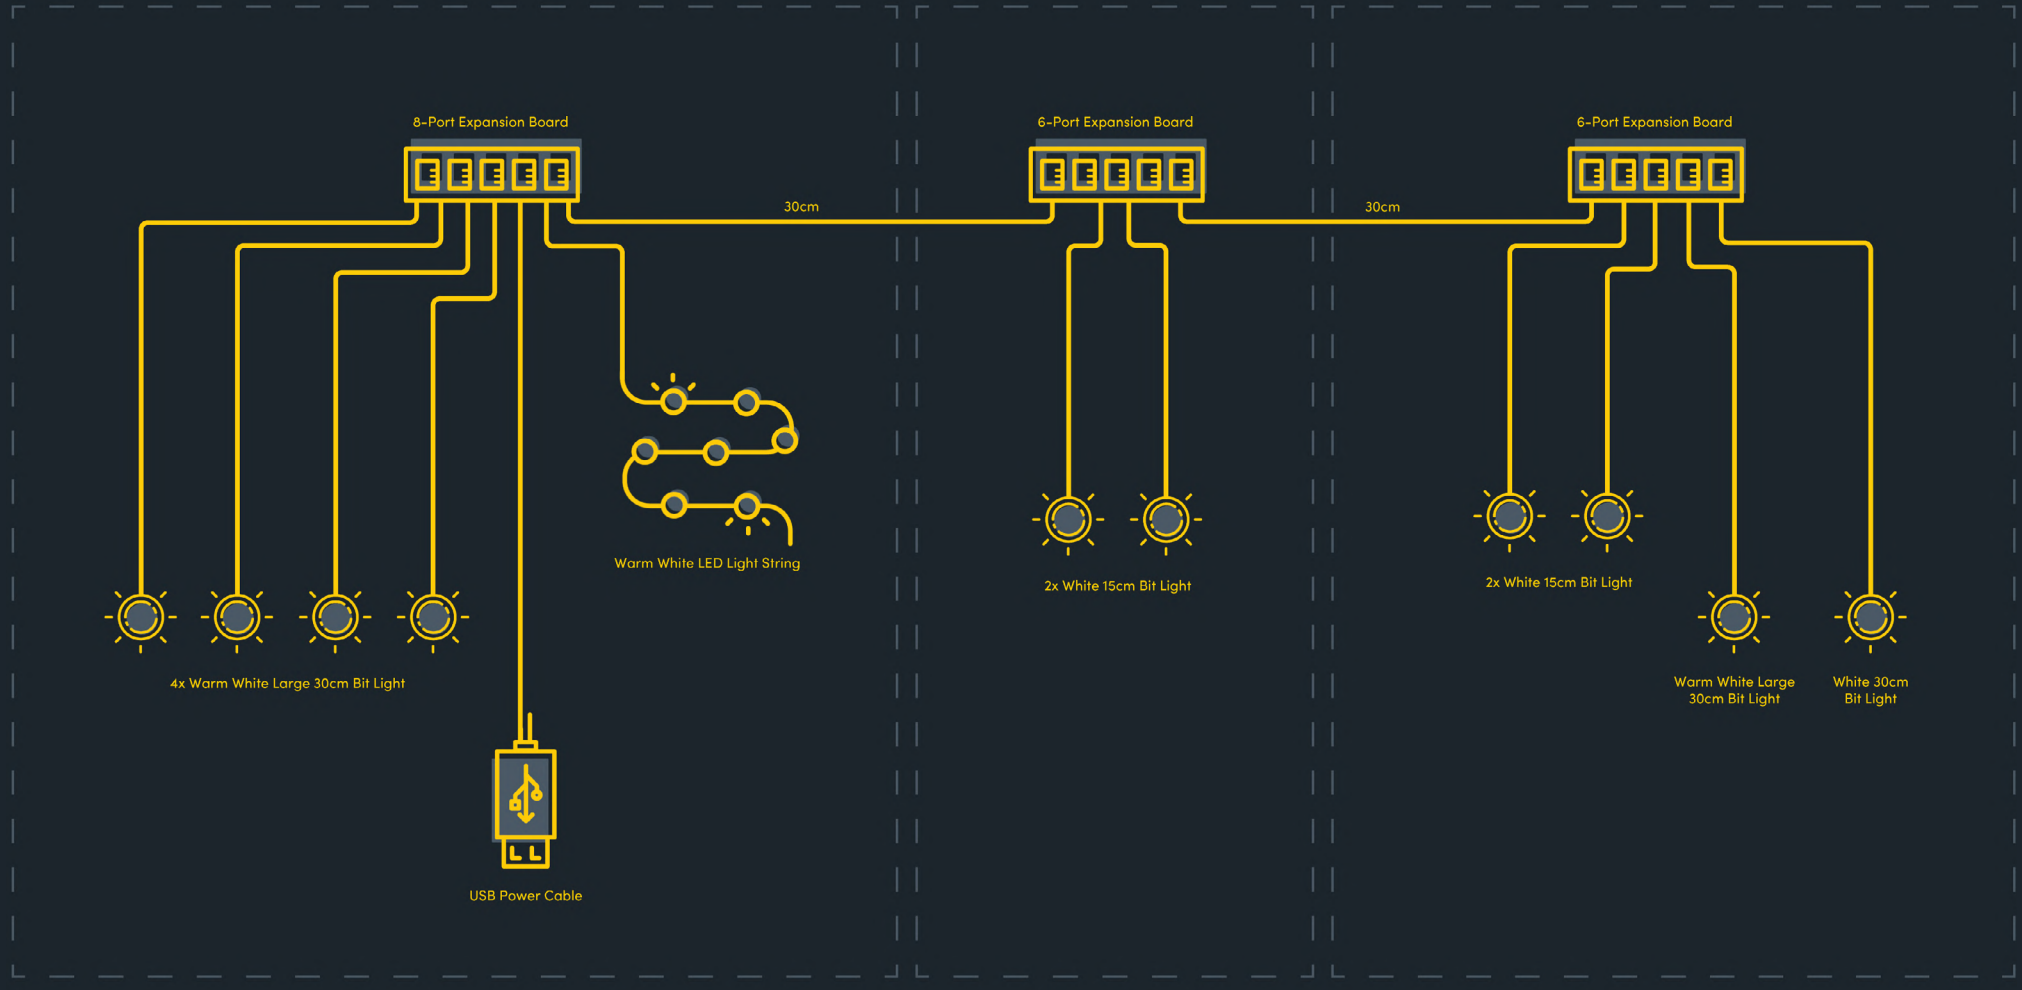 8-Port Expansion Board
6-Port Expansion Board
6-Port Expansion Board
30cm
30cm
Warm White LED Light String
2x White 15cm Bit Light
2x White 15cm Bit Light
4x Warm White Large 30cm Bit Light
Warm White Large
30cm Bit Light
White 30cm
Bit Light
USB Power Cable